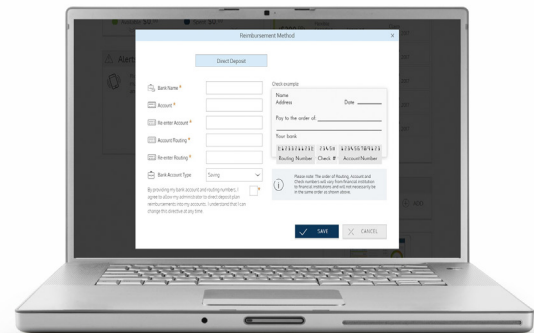 Reimbursement Method
Direct Deposit
Bank Name *
Account *
Re-enter Account *
Account Routing *
Re-enter Routing *
Bank Account Type
Saving
By providing my bank account and routing numbers, I
agree to allow my administrator to direct deposit plan
reimbursements into my accounts. I understand that I can
change this directive at any time
*
Check example:
Name
Address
Date
Pay to the order of:
Your bank
Routing Number Check # Account Number
Please note: The order of Routing, Account and
Check numbers will vary from financial institution
to financial institutions and will not necessarily be
in the same order as shown above.
SAVE
CANCEL
Alerts